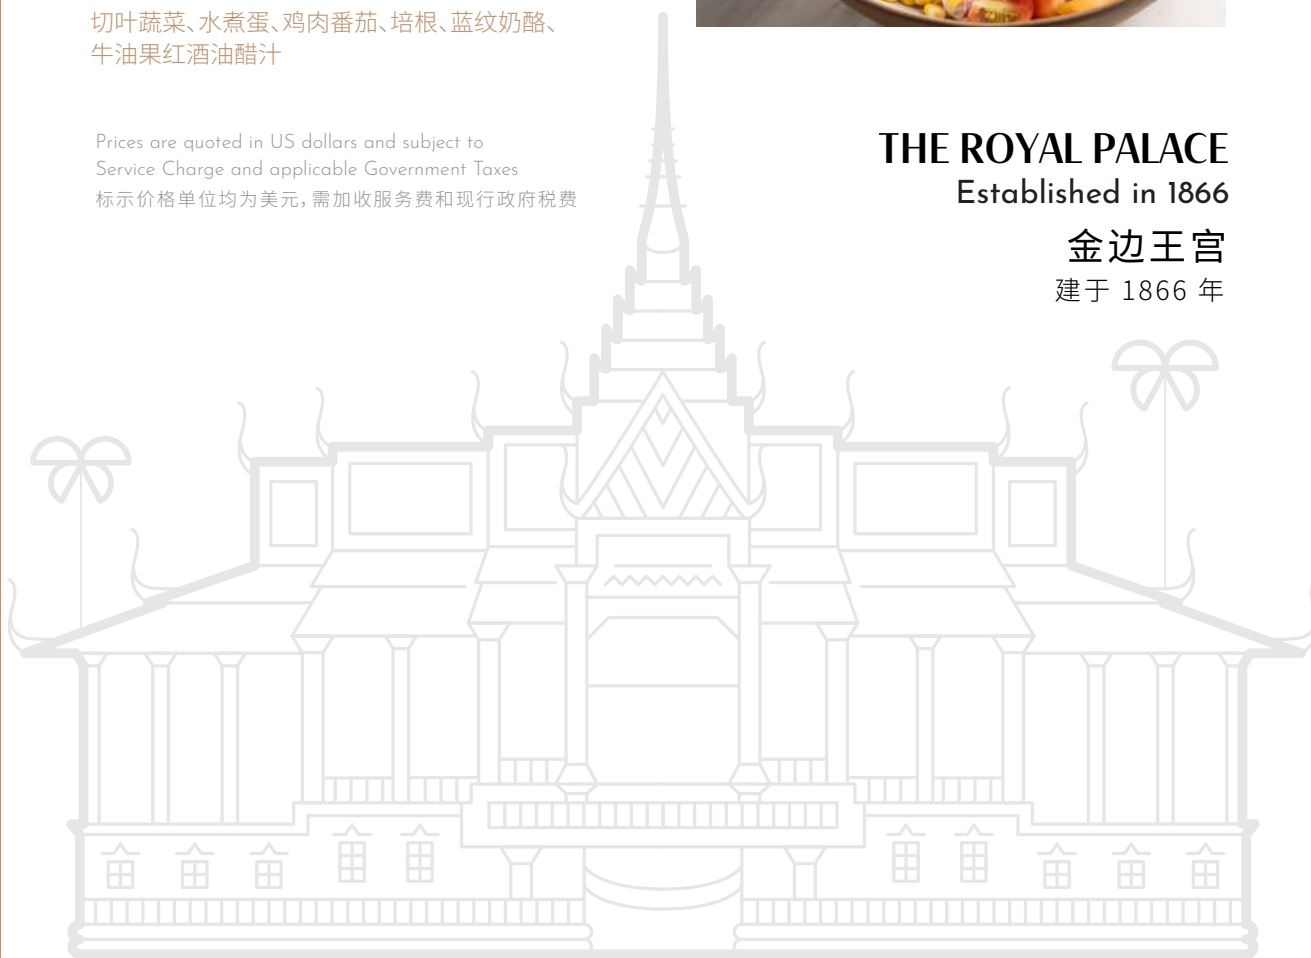 切叶蔬菜、水煮蛋、鸡肉番茄、培根、蓝纹奶酪、
牛油果红酒油醋汁
Prices are quoted in US dollars and subject to
Service Charge and applicable Government Taxes
标示价格单位均为美元，需加收服务费和现行政府税费
THE ROYAL PALACE
Established in 1866
金边王宫
建于 1866 年